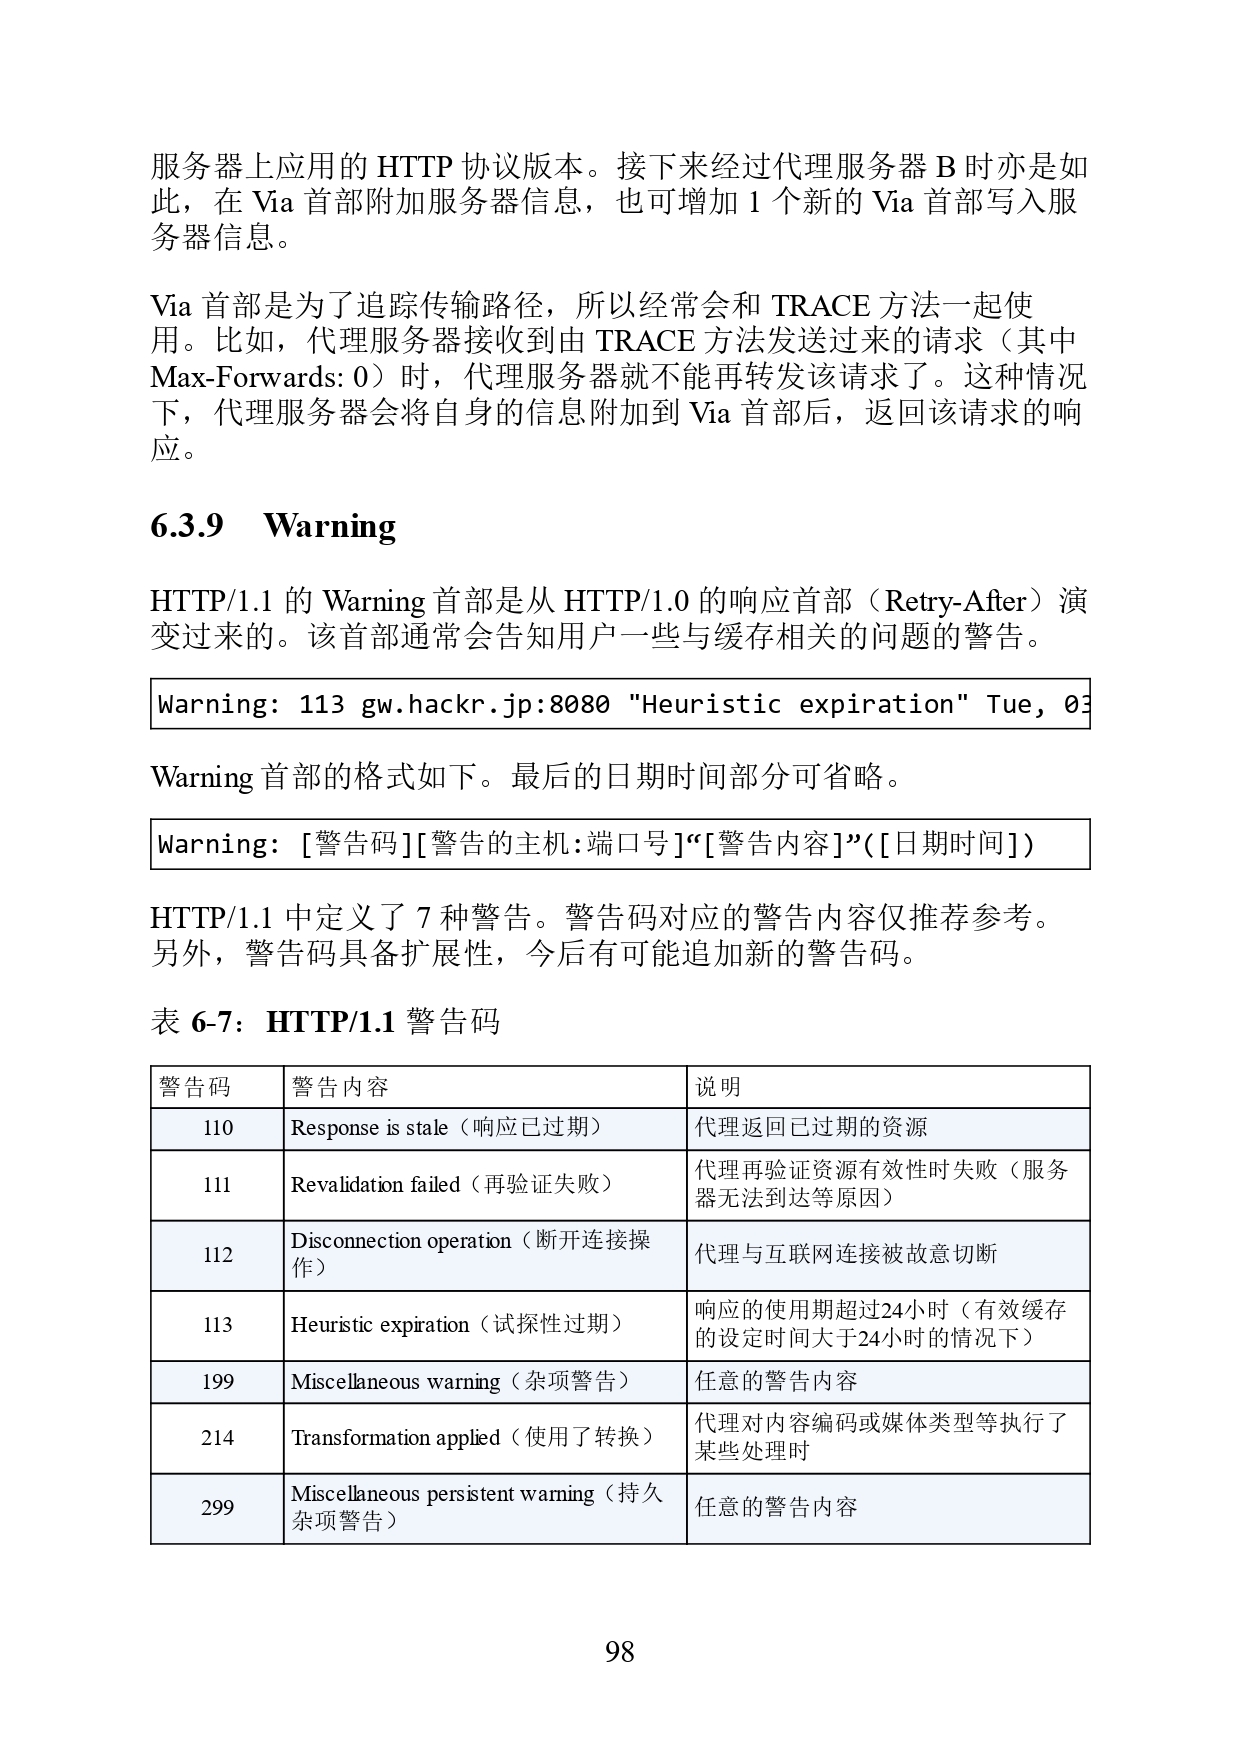 服务器上应用的 HTTP 协议版本。接下来经过代理服务器 B 时亦是如
此，在 Via 首部附加服务器信息，也可增加 1 个新的 Via 首部写入服
务器信息。
Via 首部是为了追踪传输路径，所以经常会和 TRACE 方法一起使
用。比如，代理服务器接收到由 TRACE 方法发送过来的请求（其中
Max-Forwards: 0）时，代理服务器就不能再转发该请求了。这种情况
下，代理服务器会将自身的信息附加到 Via 首部后，返回该请求的响
应。
6.3.9 Warning
HTTP/1.1 的 Warning 首部是从 HTTP/1.0 的响应首部（Retry-After）演
变过来的。该首部通常会告知用户一些与缓存相关的问题的警告。
Warning: 113 gw.hackr.jp:8080 "Heuristic expiration" Tue, 03
Warning 首部的格式如下。最后的日期时间部分可省略。
Warning: [警告码][警告的主机:端口号]“[警告内容]”([日期时间])
HTTP/1.1 中定义了 7 种警告。警告码对应的警告内容仅推荐参考。
另外，警告码具备扩展性，今后有可能追加新的警告码。
表 6-7：HTTP/1.1 警告码
警告码 警告内容 说明
110 Response is stale（响应已过期） 代理返回已过期的资源
111 Revalidation failed（再验证失败） 代理再验证资源有效性时失败（服务
器无法到达等原因）
112 Disconnection operation（断开连接操
作） 代理与互联网连接被故意切断
113 Heuristic expiration（试探性过期） 响应的使用期超过24小时（有效缓存
的设定时间大于24小时的情况下）
199 Miscellaneous warning（杂项警告） 任意的警告内容
214 Transformation applied（使用了转换） 代理对内容编码或媒体类型等执行了
某些处理时
299 Miscellaneous persistent warning（持久
杂项警告） 任意的警告内容
98